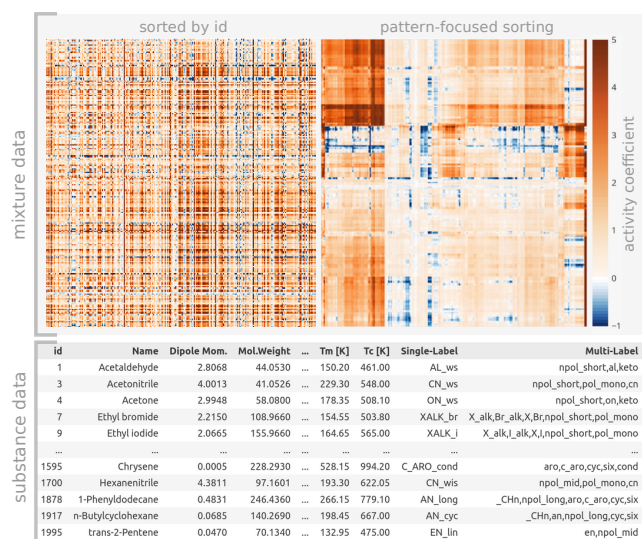 sorted by id
pattern-focused sorting
mixture data
5
4
3
2
1
0
−1
activity coefficient
substance data
id Name Dipole Mom. Mol.Weight ... Tm [K] Tc [K] Single-Label Multi-Label
1 Acetaldehyde 2.8068 44.0530 ... 150.20 461.00 AL_ws npol_short,al,keto
3 Acetonitrile 4.0013 41.0526 ... 229.30 548.00 CN_ws npol_short,pol_mono,cn
4 Acetone 2.9948 58.0800 ... 178.35 508.10 ON_ws npol_short,on,keto
7 Ethyl bromide 2.2150 108.9660 ... 154.55 503.80 XALK_br X_alk,Br_alk,X,Br,npol_short,pol_mono
9 Ethyl iodide 2.0665 155.9660 ... 164.65 565.00 XALK_i X_alk,I_alk,X,I,npol_short,pol_mono
... ... ... ... ... ... ... ... ...
1595 Chrysene 0.0005 228.2930 ... 528.15 994.20 C_ARO_cond aro,c_aro,cyc,six,cond
1700 Hexanenitrile 4.3811 97.1601 ... 193.30 622.05 CN_wis npol_mid,pol_mono,cn
1878 1-Phenyldodecane 0.4831 246.4360 ... 266.15 779.10 AN_long _CHn,npol_long,aro,c_aro,cyc,six
1917 n-Butylcyclohexane 0.0685 140.2690 ... 198.45 667.00 AN_cyc _CHn,an,npol_long,cyc,six
1995 trans-2-Pentene 0.0470 70.1340 ... 132.95 475.00 EN_lin en,npol_mid